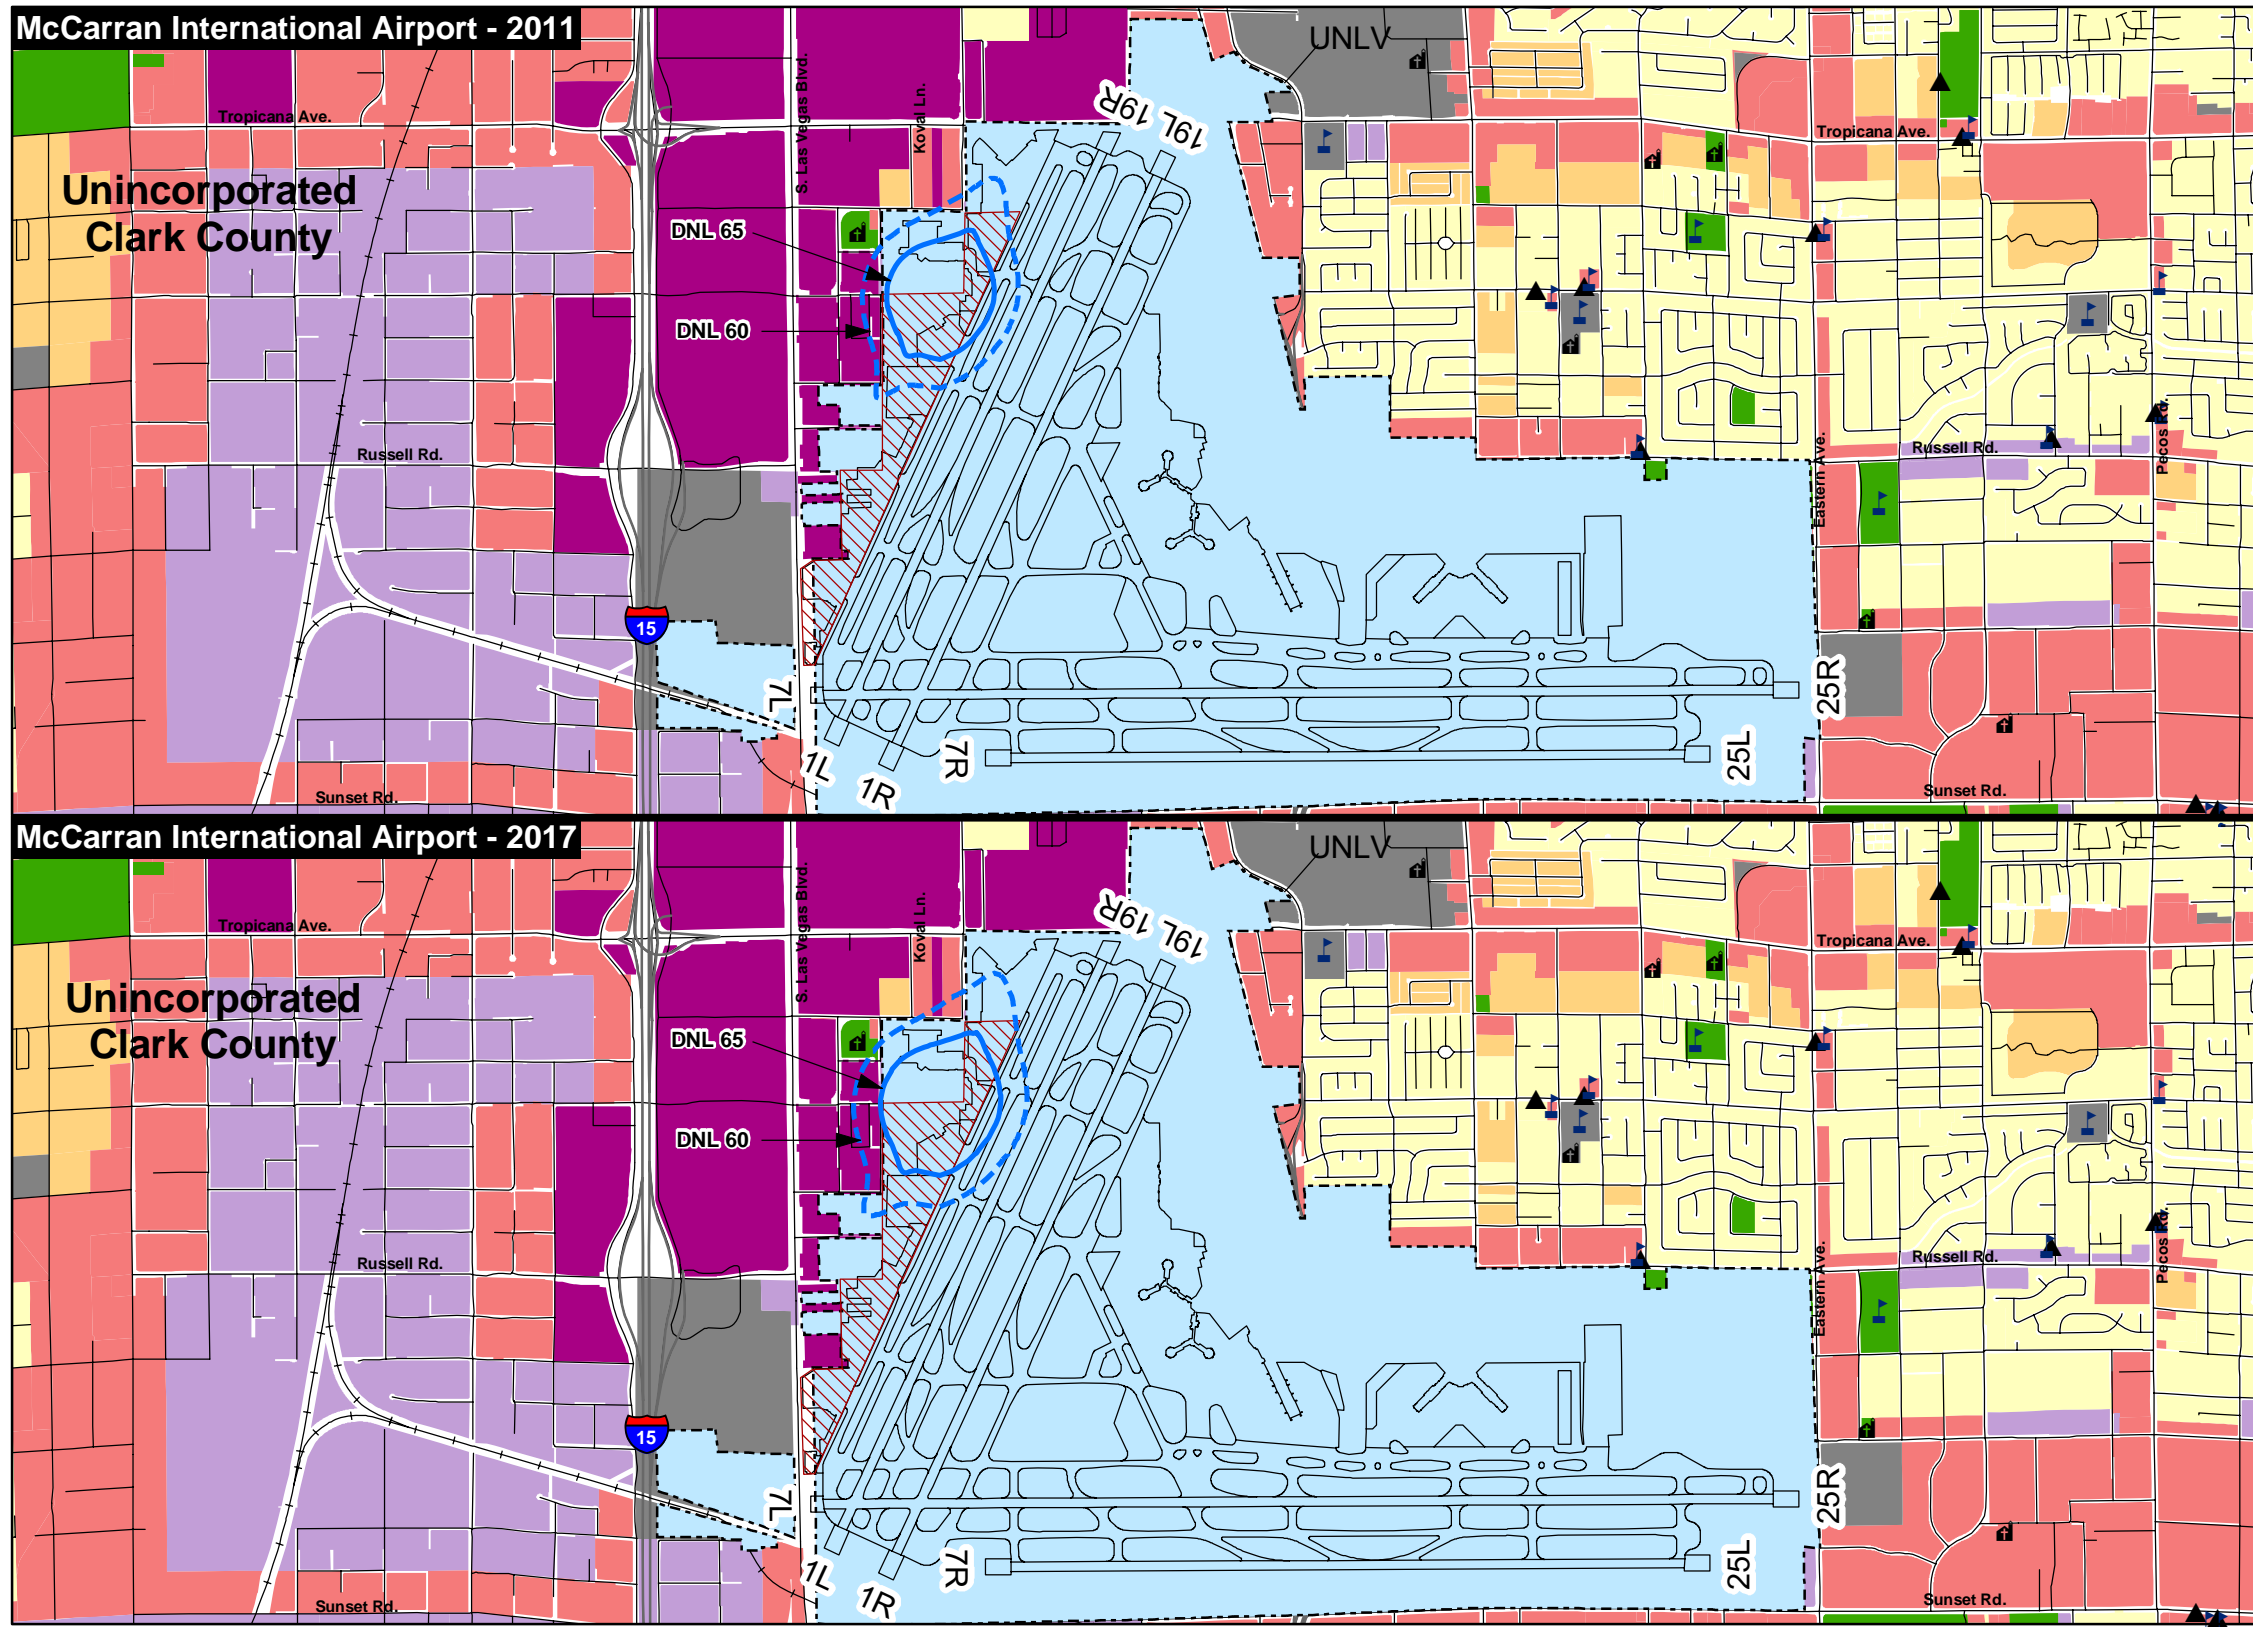 McCarran International Airport - 2011
UNLV
19R
19L
S. Las Vegas Blvd.
Koval Ln.
Tropicana Ave.
Tropicana Ave.
Unincorporated
Clark County
DNL 65
DNL 60
Russell Rd.
Russell Rd.
Eastern Ave.
Pecos Rd.
15
7L
25R
1L
1R
7R
25L
Sunset Rd.
Sunset Rd.
McCarran International Airport - 2017
UNLV
19R
19L
S. Las Vegas Blvd.
Koval Ln.
Tropicana Ave.
Tropicana Ave.
Unincorporated
Clark County
DNL 65
DNL 60
Russell Rd.
Russell Rd.
Eastern Ave.
Pecos Rd.
15
7L
25R
1L
1R
7R
25L
Sunset Rd.
Sunset Rd.